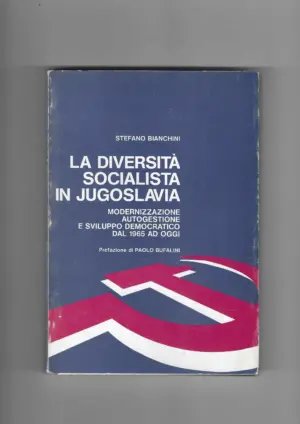 STEFANO BIANCHINI
LA DIVERSITÀ
SOCIALISTA
IN JUGOSLAVIA
MODERNIZZAZIONE
AUTOGESTIONE
E SVILUPPO DEMOCRATICO
DAL 1965 AD OGGI
Prefazione di PAOLO BUFALINI